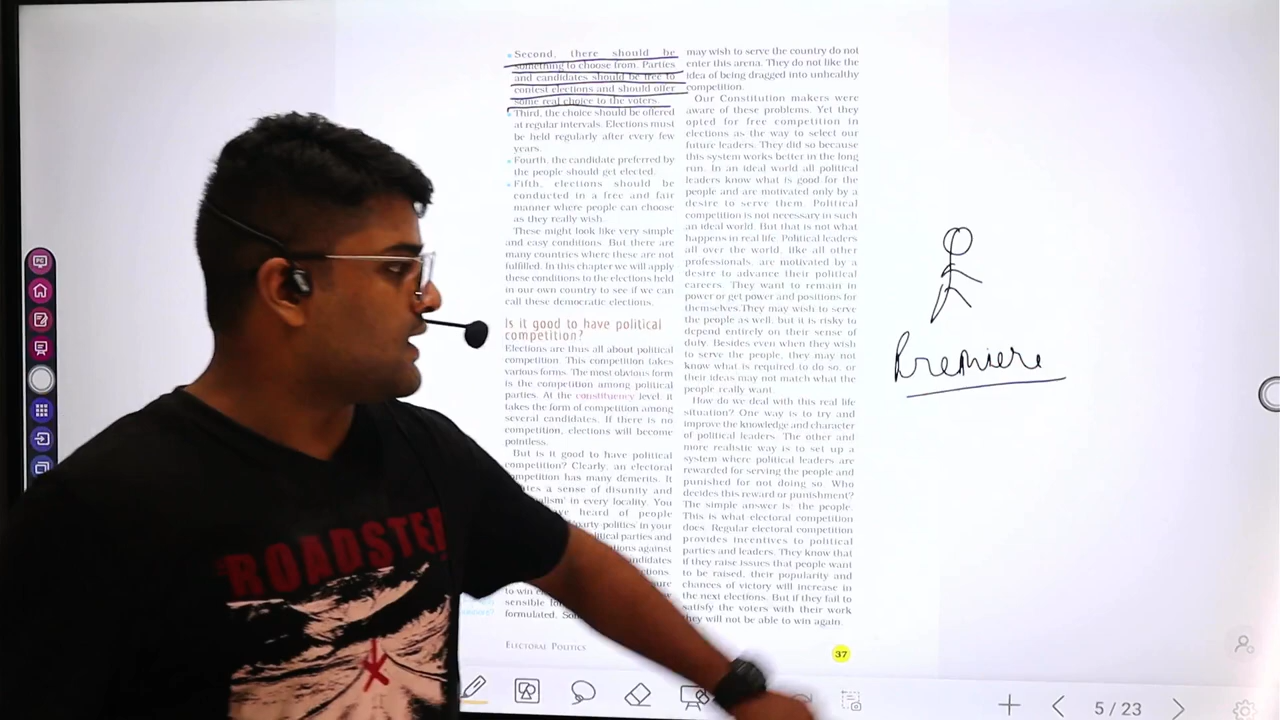 Second, there should be
something to choose from. Parties
and candidates should be free to
contest elections and should offer
some real choice to the voters.
Third, the choice should be offered
at regular intervals. Elections must
be held regularly after every few
years.
Fourth, the candidate preferred by
the people should get elected.
Fifth, elections should be
conducted in a free and fair
manner where people can choose
as they really wish.
These might look like very simple
and easy conditions. But there are
many countries where these are not
fulfilled. In this chapter we will apply
these conditions to the elections held
in our own country to see if we can
call these democratic elections.
Is it good to have political
competition?
Elections are thus all about political
competition. This competition takes
various forms. The most obvious form
is the competition among political
parties. At the constituency level, it
takes the form of competition among
several candidates. If there is no
competition, elections will become
pointless.
But is it good to have political
competition? Clearly, an electoral
competition has many demerits. It
a sense of disunity and
in every locality. You
heard of people
'party politics' in your
parties and
against
to win
sensible
formulated.
ELECTORAL POLITICS
may wish to serve the country do not
enter this arena. They do not like the
idea of being dragged into unhealthy
competition.
Our Constitution makers were
aware of these problems. Yet they
opted for free competition in
elections as the way to select our
future leaders. They did so because
this system works better in the long
run. In an ideal world all political
leaders know what is good for the
people and are motivated only by a
desire to serve them. Political
competition is not necessary in such
an ideal world. But that is not what
happens in real life. Political leaders
all over the world, like all other
professionals, are motivated by a
desire to advance their political
careers. They want to remain in
power or get power and positions for
themselves. They may wish to serve
the people as well, but it is risky to
depend entirely on their sense of
duty. Besides even when they wish
to serve the people, they may not
know what is required to do so, or
their ideas may not match what the
people really want.
How do we deal with this real life
situation? One way is to try and
improve the knowledge and character
of political leaders. The other and
more realistic way is to set up a
system where political leaders are
rewarded for serving the people and
punished for not doing so. Who
decides this reward or punishment?
The simple answer is: the people.
This is what electoral competition
does. Regular electoral competition
provides incentives to political
parties and leaders. They know that
if they raise issues that people want
to be raised, their popularity and
chances of victory will increase in
the next elections. But if they fail to
satisfy the voters with their work
they will not be able to win again.
37
Premiere
ROADSTER
5 / 23